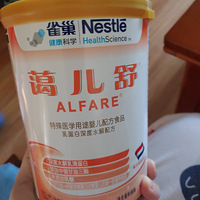 雀巢 Nestlé
健康科学 HealthScience
蔼儿舒
ALFARE
特殊医学用途婴儿配方食品
乳蛋白深度水解配方